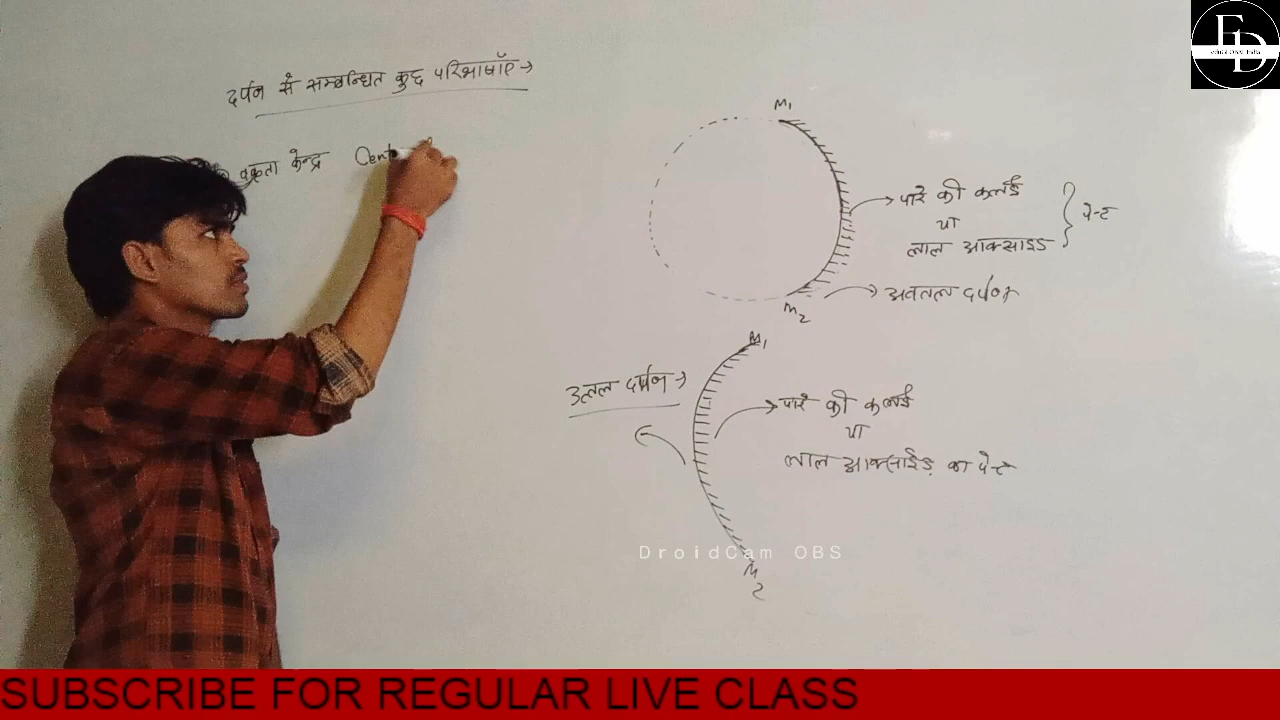 दर्पण से सम्बन्धित कुछ परिभाषाएँ →
वक्रता केन्द्र Cent
M1
पारे की कलई
या
लाल आक्साइड
पेन्ट
अवतल दर्पण
M2
M1
उत्तल दर्पण →
पारे की कलई
या
लाल आक्साइड का पेन्ट
M2
DroidCam OBS
ED
SUBSCRIBE FOR REGULAR LIVE CLASS